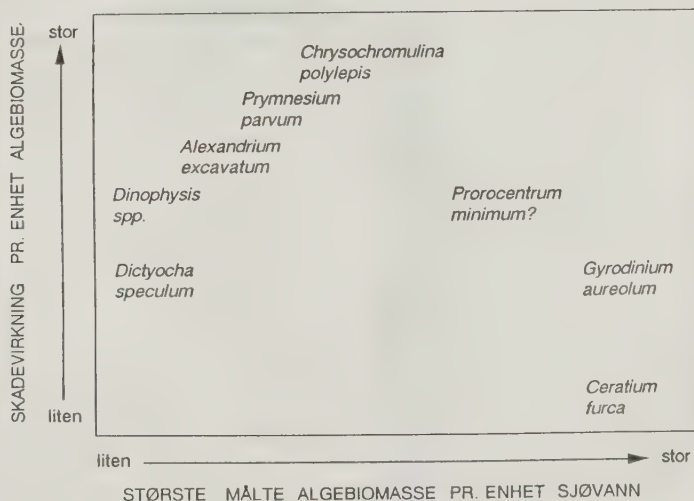 SKADEVIRKNING PR. ENHET ALGEBIOMASSE,
stor
liten
Chrysochromulina
polylepis
Prymnesium
parvum
Alexandrium
excavatum
Dinophysis
spp.
Prorocentrum
minimum?
Dictyocha
speculum
Gyrodinium
aureolum
Ceratium
furca
liten
stor
STØRSTE MÅLTE ALGEBIOMASSE PR. ENHET SJØVANN